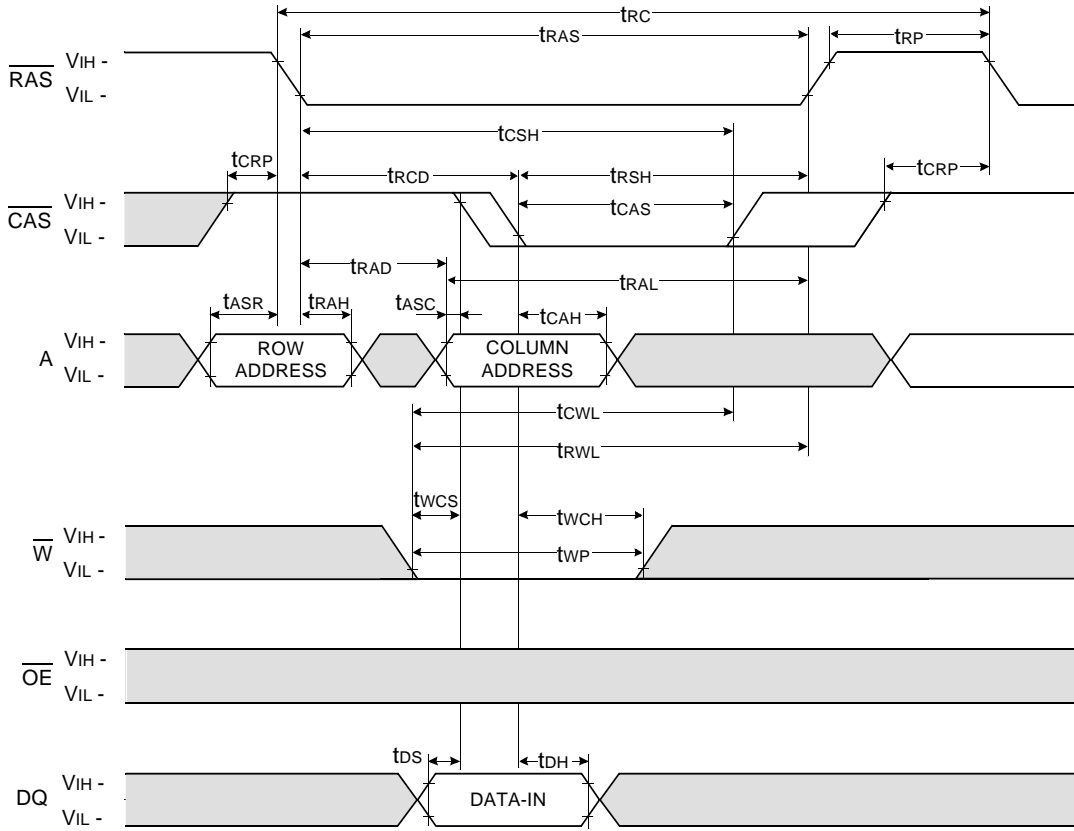 tRC
tRAS
tRP
RAS
VIH -
VIL -
tCSH
tCRP
tRCD
tRSH
tCRP
CAS
VIH -
VIL -
tCAS
tRAD
tRAL
tASR
tRAH
tASC
tCAH
A
VIH -
VIL -
ROW
ADDRESS
COLUMN
ADDRESS
tCWL
tRWL
tWCS
tWCH
W
VIH -
VIL -
tWP
OE
VIH -
VIL -
tDS
tDH
DQ
VIH -
VIL -
DATA-IN